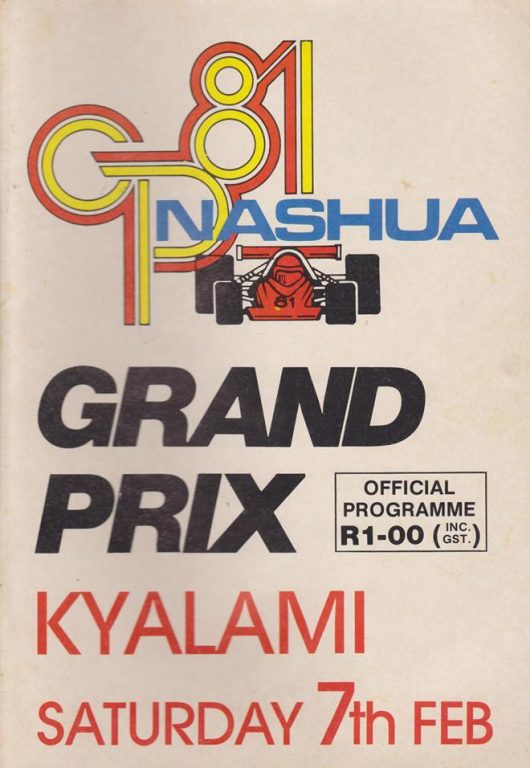 GP81
NASHUA
81
GRAND
PRIX
OFFICIAL
PROGRAMME
R1-00 (INC. GST.)
KYALAMI
SATURDAY 7th FEB